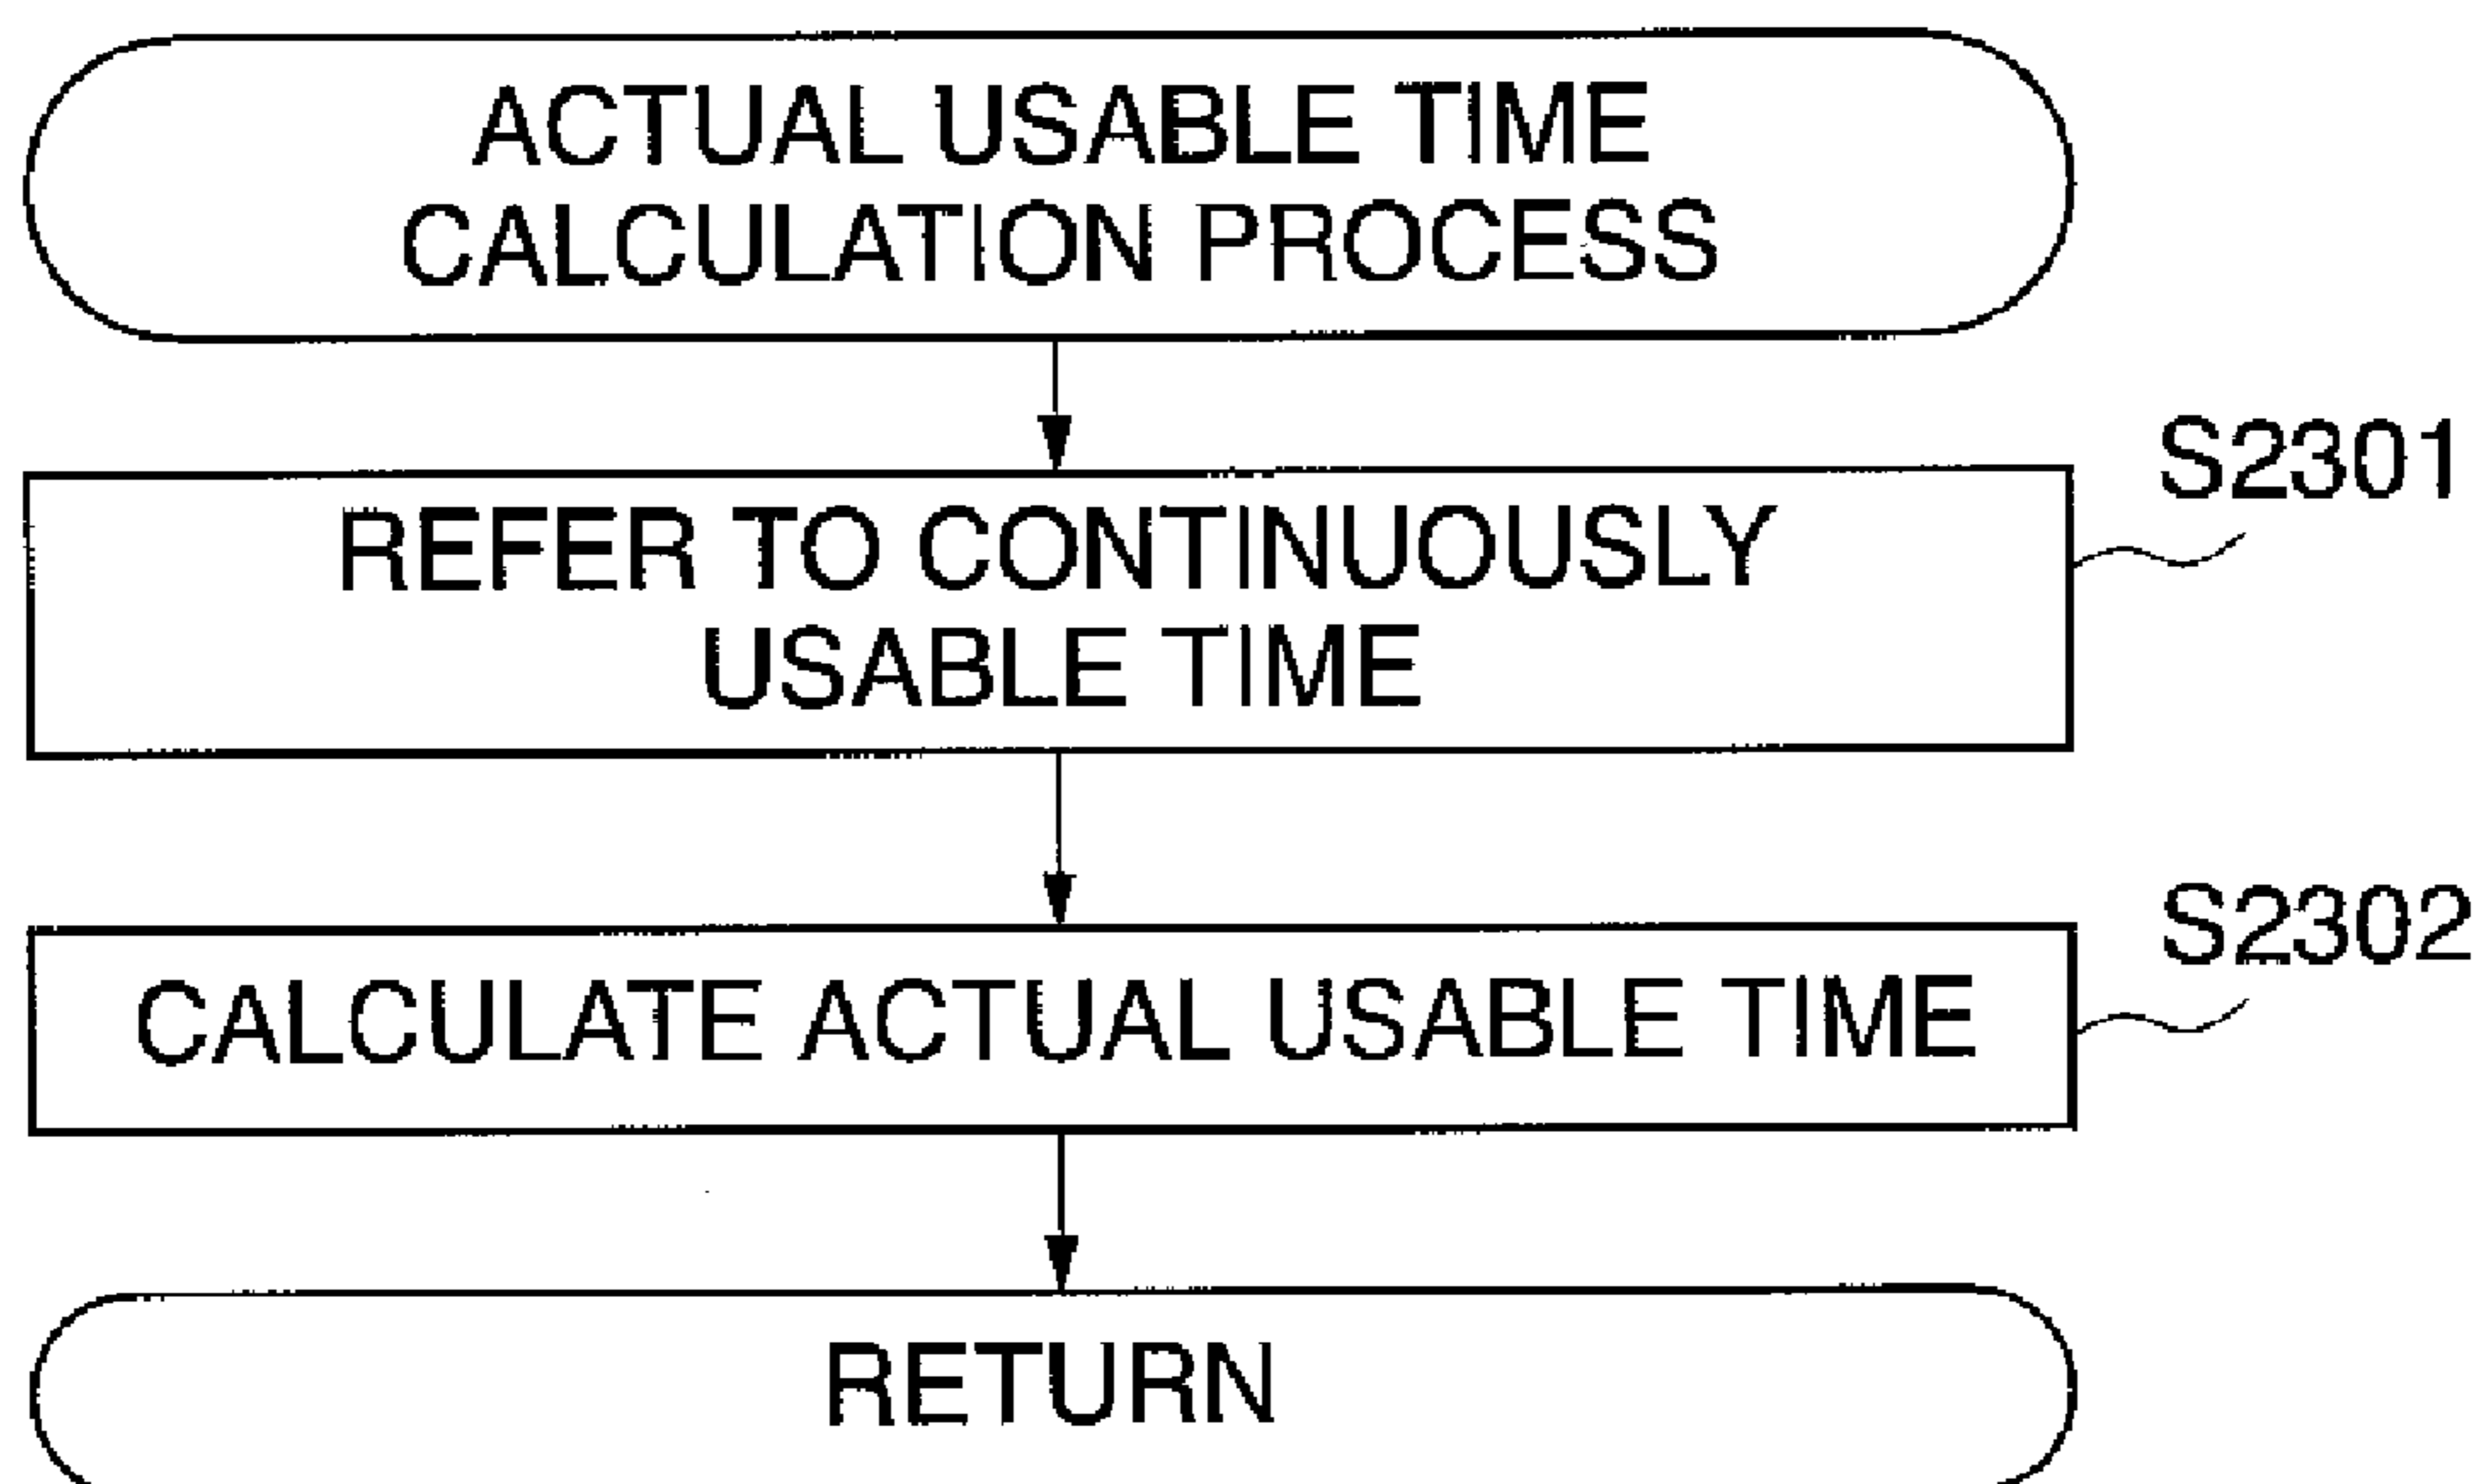 ACTUAL USABLE TIME
CALCULATION PROCESS
S2301
REFER TO CONTINUOUSLY
USABLE TIME
S2302
CALCULATE ACTUAL USABLE TIME
RETURN